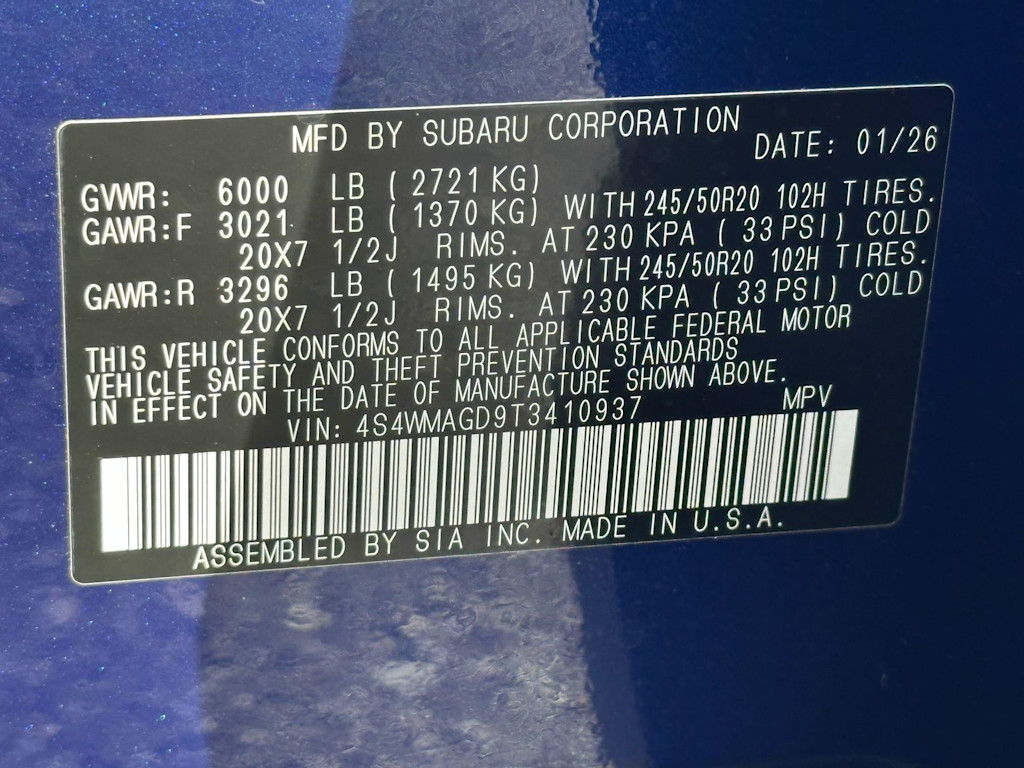 MFD BY SUBARU CORPORATION DATE: 01/26
GVWR: 6000 LB ( 2721 KG)
GAWR:F 3021 LB ( 1370 KG) WITH 245/50R20 102H TIRES.
20X7 1/2J RIMS. AT 230 KPA ( 33 PSI) COLD
GAWR:R 3296 LB ( 1495 KG) WITH 245/50R20 102H TIRES.
20X7 1/2J RIMS. AT 230 KPA ( 33 PSI) COLD
THIS VEHICLE CONFORMS TO ALL APPLICABLE FEDERAL MOTOR
VEHICLE SAFETY AND THEFT PREVENTION STANDARDS
IN EFFECT ON THE DATE OF MANUFACTURE SHOWN ABOVE.
VIN: 4S4WMAGD9T3410937 MPV
ASSEMBLED BY SIA INC. MADE IN U.S.A.